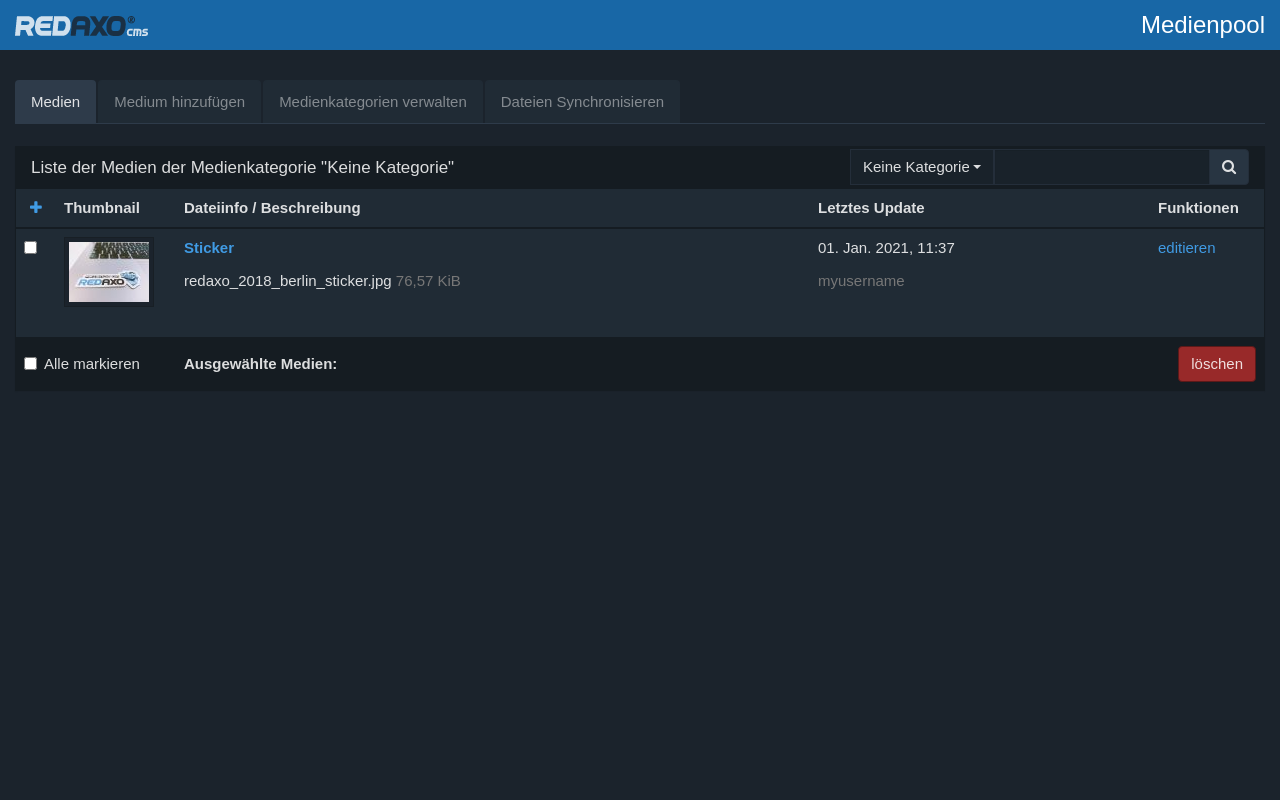 REDAXO® cms
Medienpool
Medien
Medium hinzufügen
Medienkategorien verwalten
Dateien Synchronisieren
Liste der Medien der Medienkategorie "Keine Kategorie"
Keine Kategorie
Thumbnail
Dateiinfo / Beschreibung
Letztes Update
Funktionen
REDAXO
Sticker
01. Jan. 2021, 11:37
editieren
redaxo_2018_berlin_sticker.jpg 76,57 KiB
myusername
Alle markieren
Ausgewählte Medien:
löschen